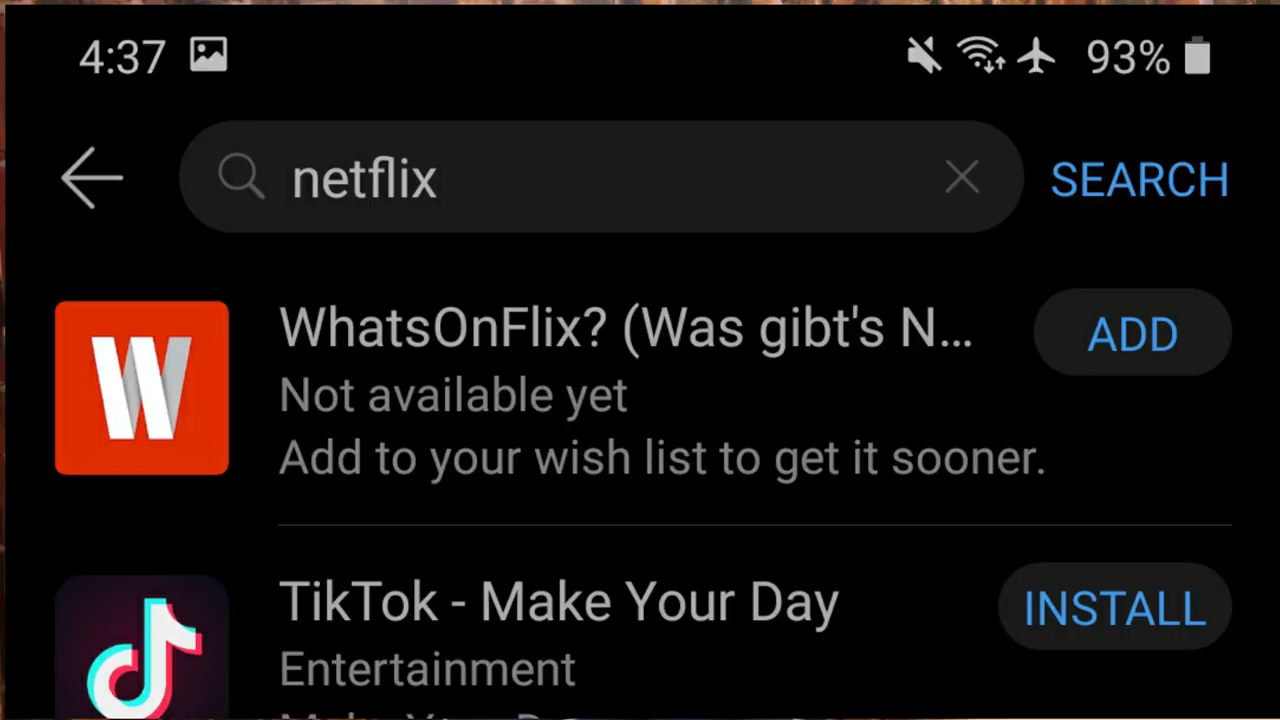 4:37 93%
netflix SEARCH
WhatsOnFlix? (Was gibt's N... ADD
Not available yet
Add to your wish list to get it sooner.
TikTok - Make Your Day INSTALL
Entertainment